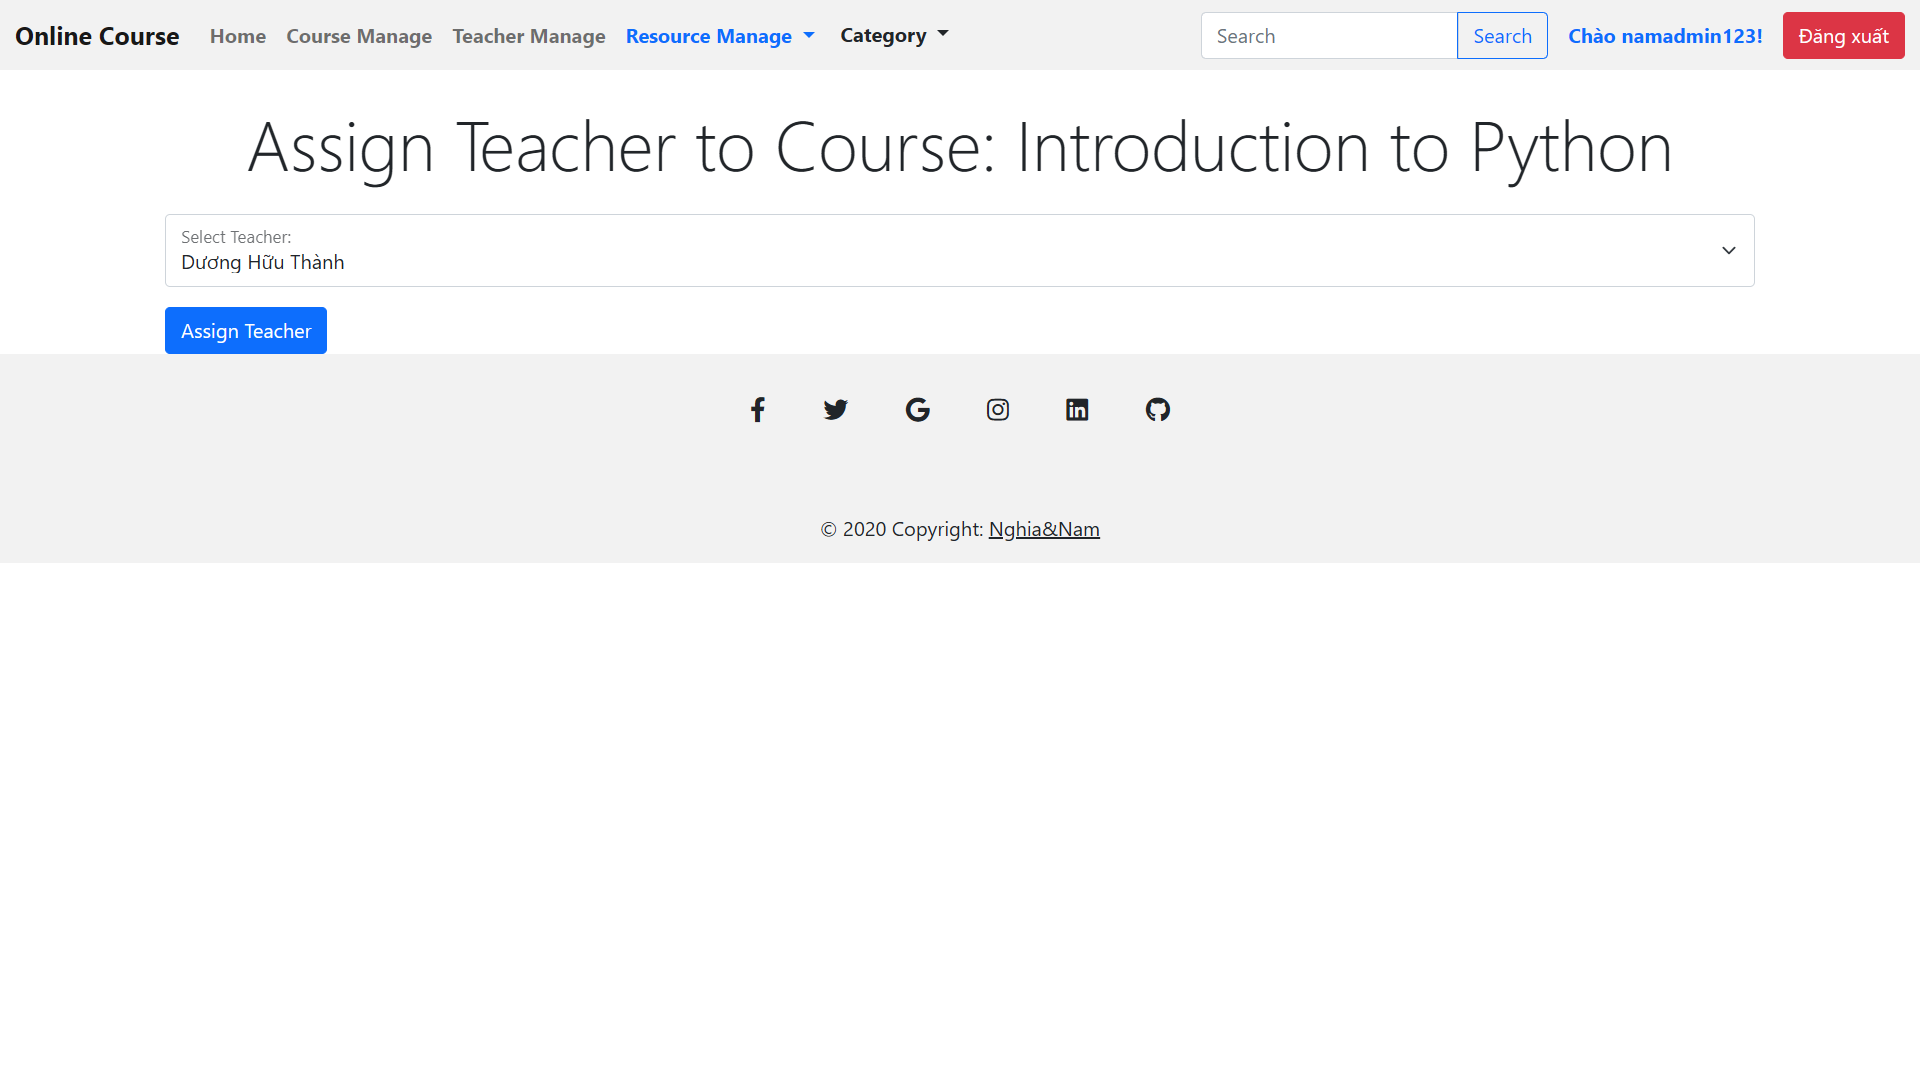 Online Course Home Course Manage Teacher Manage Resource Manage Category Search Search Chào namadmin123! Đăng xuất
Assign Teacher to Course: Introduction to Python
Select Teacher:
Dương Hữu Thành
Assign Teacher
© 2020 Copyright: Nghia&Nam